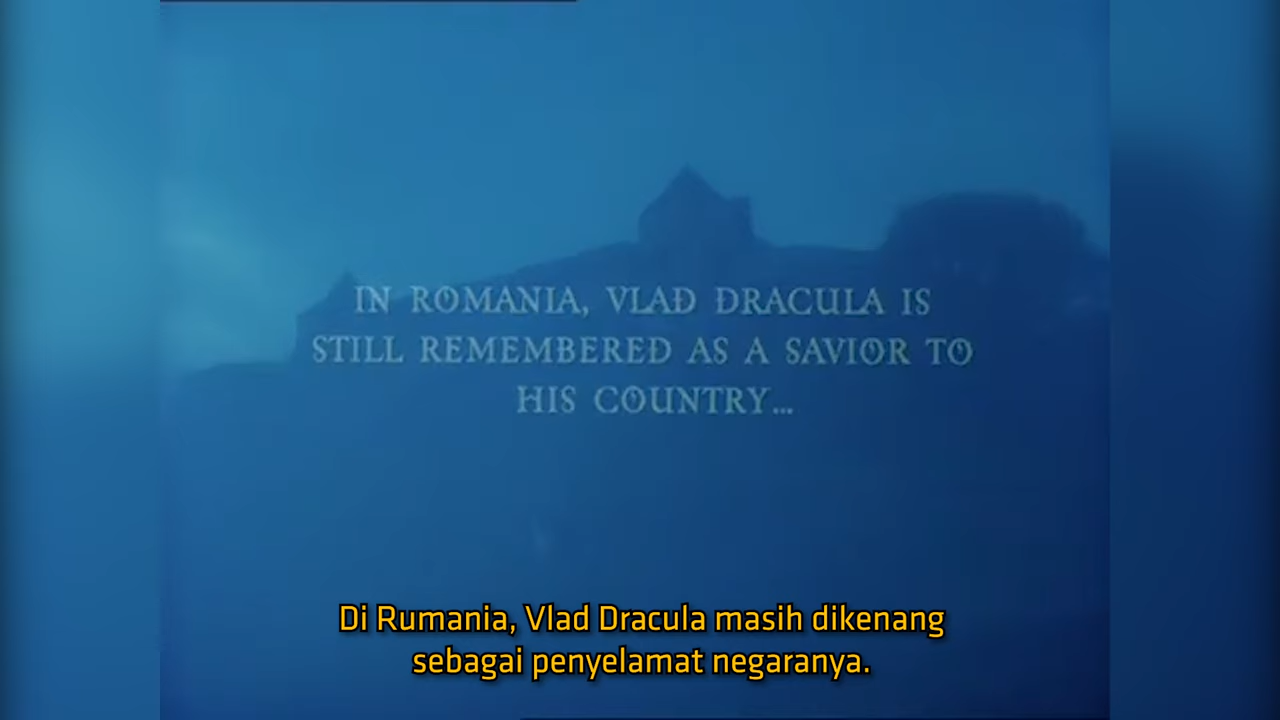 IN ROMANIA, VLAD DRACULA IS
STILL REMEMBERED AS A SAVIOR TO
HIS COUNTRY...
Di Rumania, Vlad Dracula masih dikenang
sebagai penyelamat negaranya.